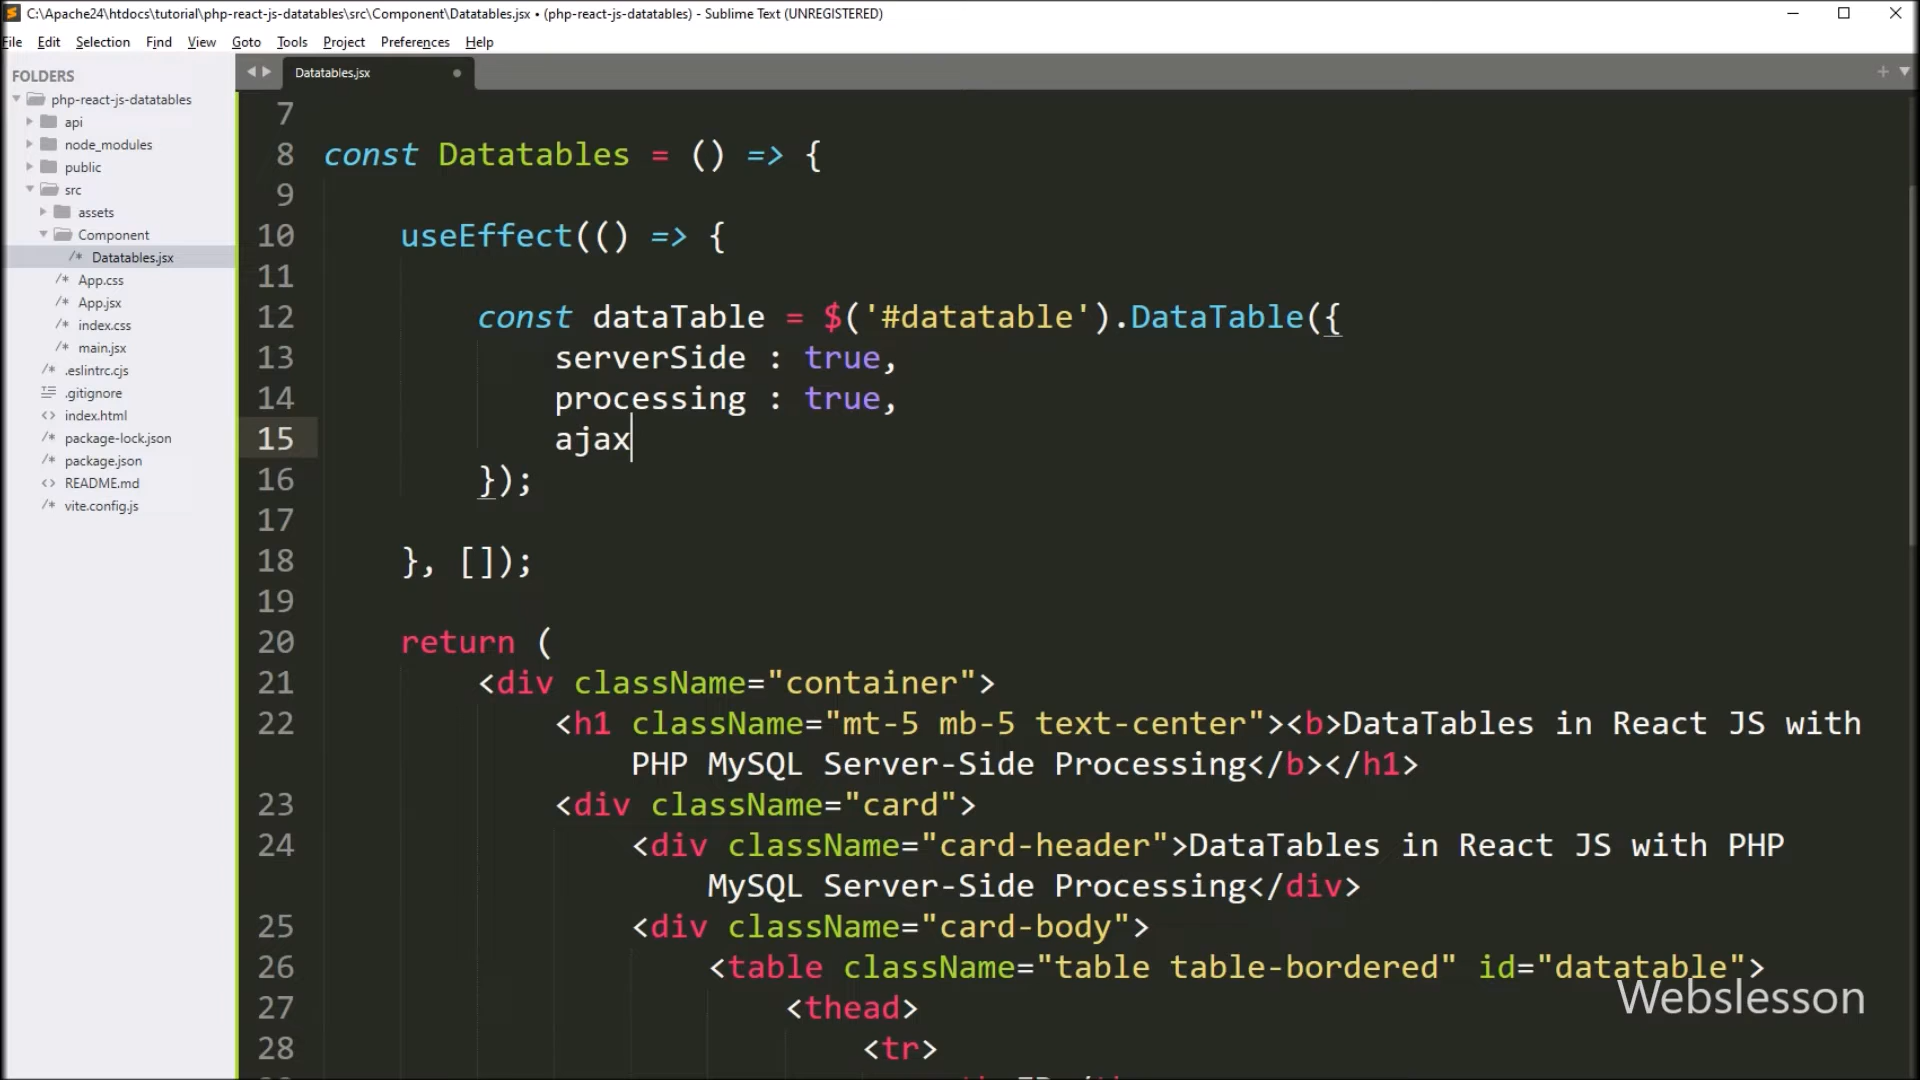 C:\Apache24\htdocs\tutorial\php-react-js-datatables\src\Component\Datatables.jsx • (php-react-js-datatables) - Sublime Text (UNREGISTERED)
File Edit Selection Find View Goto Tools Project Preferences Help
FOLDERS
php-react-js-datatables
api
node_modules
public
src
assets
Component
/* Datatables.jsx
/* App.css
/* App.jsx
/* index.css
/* main.jsx
/* .eslintrc.cjs
.gitignore
<> index.html
/* package-lock.json
/* package.json
<> README.md
/* vite.config.js
Datatables.jsx
7
8 const Datatables = () => {
9
10 useEffect(() => {
11
12 const dataTable = $('#datatable').DataTable({
13 serverSide : true,
14 processing : true,
15 ajax
16 });
17
18 }, []);
19
20 return (
21 <div className="container">
22 <h1 className="mt-5 mb-5 text-center"><b>DataTables in React JS with
PHP MySQL Server-Side Processing</b></h1>
23 <div className="card">
24 <div className="card-header">DataTables in React JS with PHP
MySQL Server-Side Processing</div>
25 <div className="card-body">
26 <table className="table table-bordered" id="datatable">
27 <thead>
28 <tr>
Webslesson